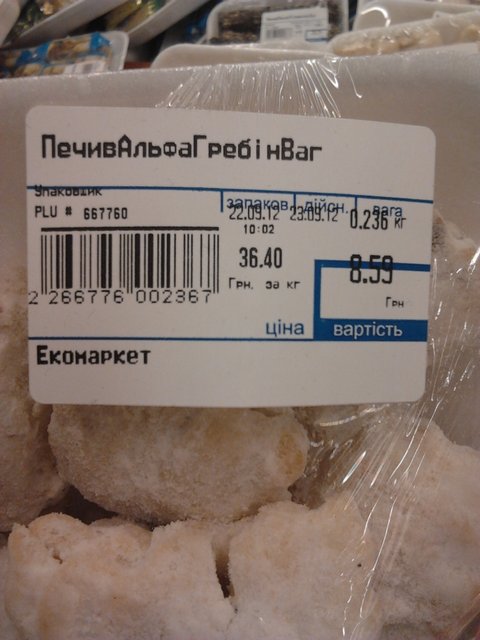 ПечивАльфаГребінВаг
Упаковщик
запаков. дійсн. вага
PLU # 667760
22.09.12 23.09.12 0.236 кг
10:02
36.40
8.59
Грн. за кг
Грн
2 266776 002367
ціна вартість
Екомаркет